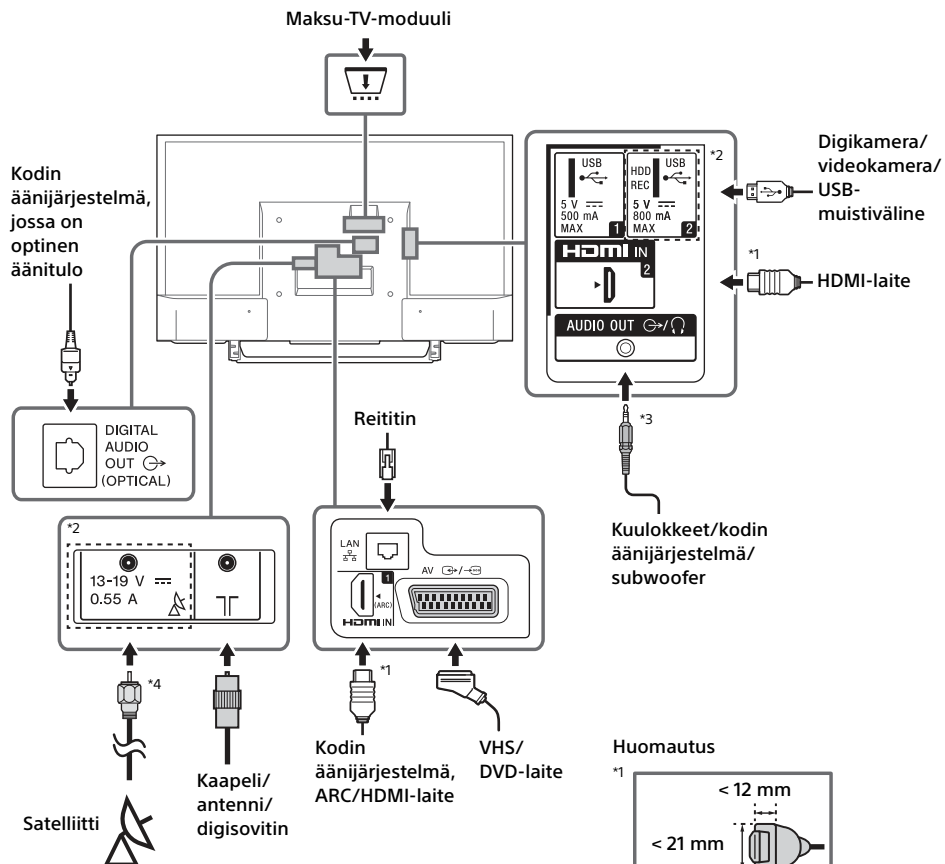 Maksu-TV-moduuli
Kodin
äänijärjestelmä,
jossa on
optinen
äänitulo
DIGITAL
AUDIO
OUT
(OPTICAL)
USB
5 V
500 mA
MAX
1
*2
HDD
REC
USB
5 V
800 mA
MAX
2
HDMI IN
2
AUDIO OUT
Digikamera/
videokamera/
USB-
muistiväline
*1
HDMI-laite
*3
Kuulokkeet/kodin
äänijärjestelmä/
subwoofer
Reititin
LAN
1
(ARC)
HDMI IN
AV
*2
13-19 V
0.55 A
*4
Satelliitti
Kaapeli/
antenni/
digisovitin
*1
Kodin
äänijärjestelmä,
ARC/HDMI-laite
VHS/
DVD-laite
Huomautus
*1
< 12 mm
< 21 mm